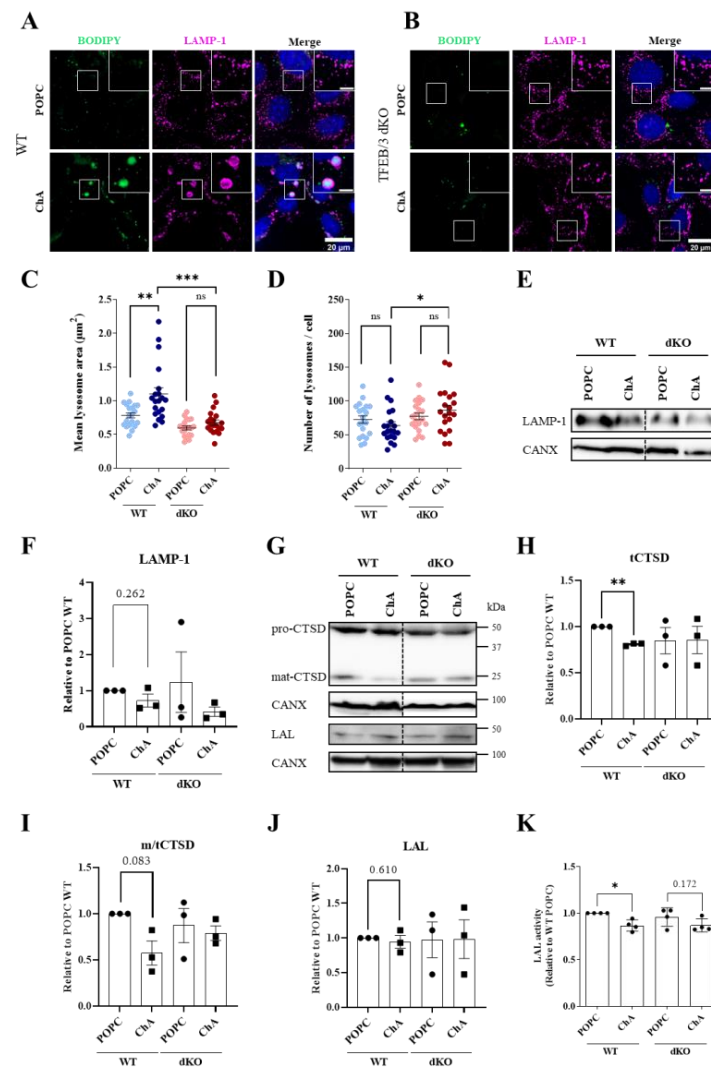 A
BODIPY LAMP-1 Merge
WT
POPC
ChA
20 µm
B
BODIPY LAMP-1 Merge
TFEB/3 dKO
POPC
ChA
20 µm
C
Mean lysosome area (µm²)
2.5
2.0
1.5
1.0
0.5
0.0
** *** ns
POPC ChA POPC ChA
WT dKO
D
Number of lysosomes / cell
250
200
150
100
50
0
ns * ns
POPC ChA POPC ChA
WT dKO
E
WT dKO
POPC ChA POPC ChA
LAMP-1
CANX
F
LAMP-1
Relative to POPC WT
4
3
2
1
0
0.262
POPC ChA POPC ChA
WT dKO
G
WT dKO
POPC ChA POPC ChA
kDa
pro-CTSD 50
37
mat-CTSD 25
CANX 100
LAL 50
CANX 100
H
tCTSD
Relative to POPC WT
1.5
1.0
0.5
0.0
**
POPC ChA POPC ChA
WT dKO
I
m/tCTSD
Relative to POPC WT
1.5
1.0
0.5
0.0
0.083
POPC ChA POPC ChA
WT dKO
J
LAL
Relative to POPC WT
2.0
1.5
1.0
0.5
0.0
0.610
POPC ChA POPC ChA
WT dKO
K
LAL activity
(Relative to WT POPC)
1.5
1.0
0.5
0.0
* 0.172
POPC ChA POPC ChA
WT dKO